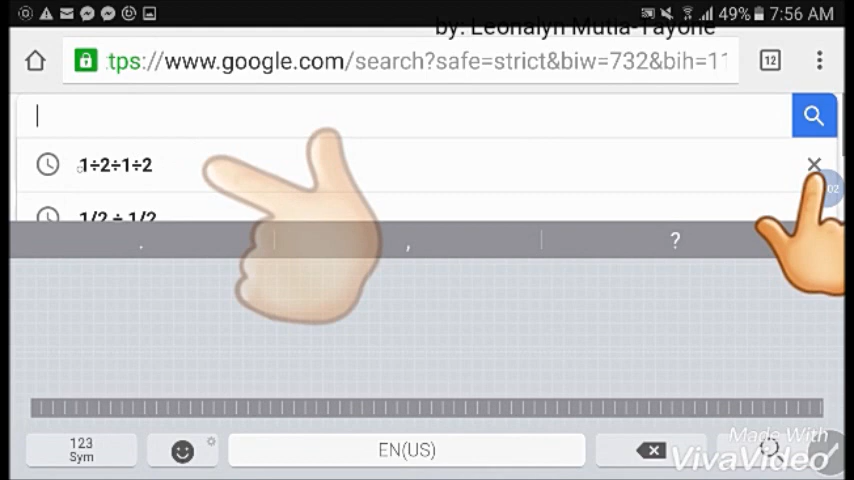 49% 7:56 AM
by: Leonalyn Mutia-Tayone
tps://www.google.com/search?safe=strict&biw=732&bih=11
12
1÷2÷1÷2
02
1/2 ÷ 1/2
. , ?
123
Sym
EN(US)
Made With
VivaVideo